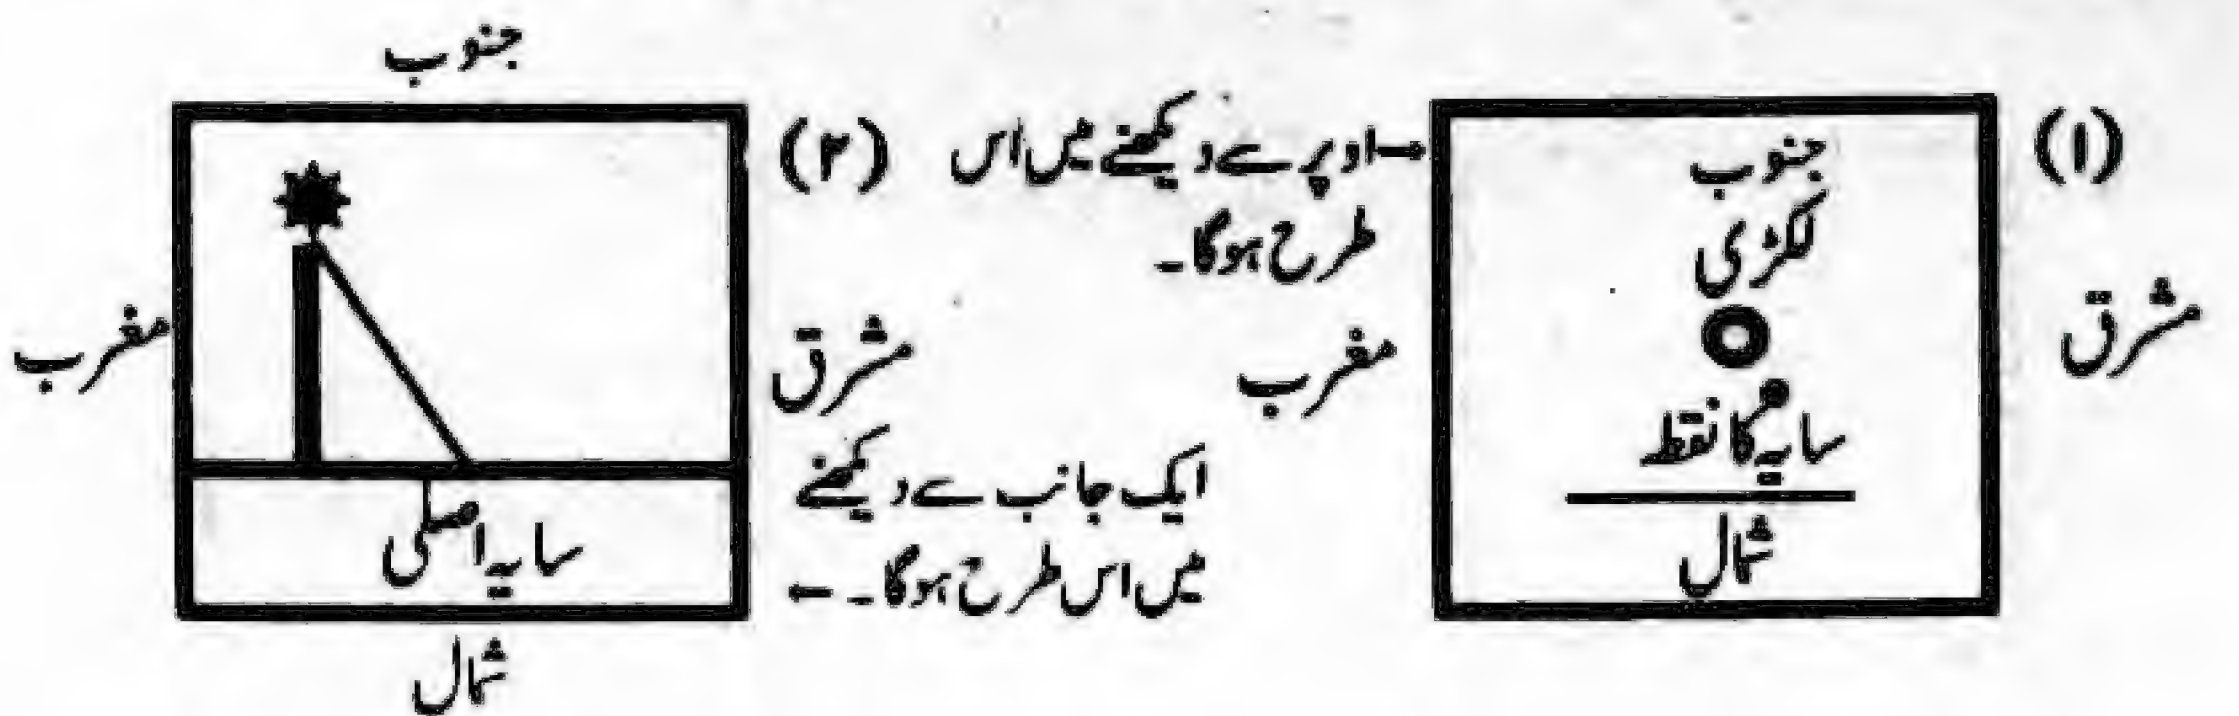 (۱)
جنوب
لکڑی
مشرق
مغرب
سایہ کا نقطہ
شمال
اوپر سے دیکھنے میں اس
طرح ہوگا۔
(۲)
جنوب
مشرق
مغرب
سایہ اصلی
شمال
ایک جانب سے دیکھنے
میں اس طرح ہوگا۔